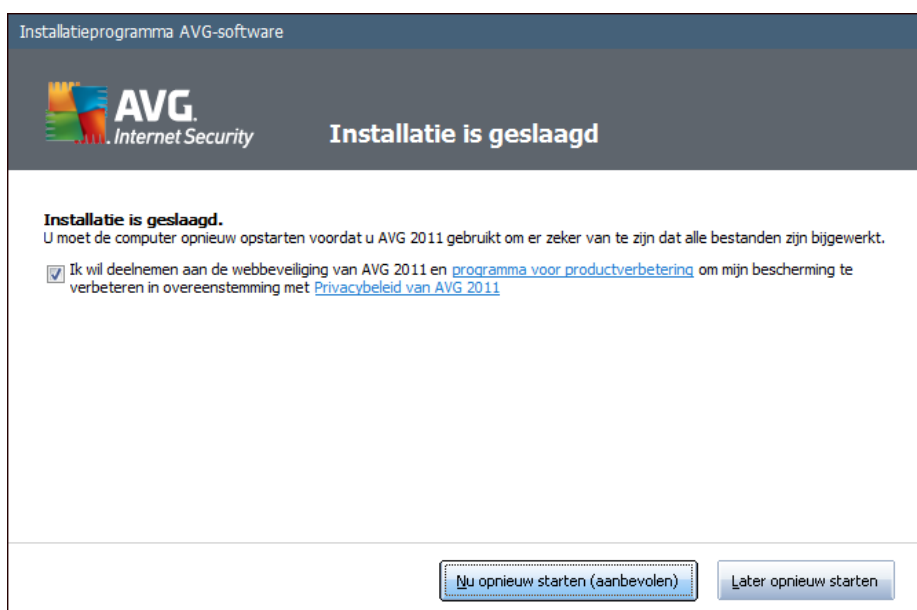 Installatieprogramma AVG-software
AVG.
Internet Security
Installatie is geslaagd
Installatie is geslaagd.
U moet de computer opnieuw opstarten voordat u AVG 2011 gebruikt om er zeker van te zijn dat alle bestanden zijn bijgewerkt.
Ik wil deelnemen aan de webbeveiliging van AVG 2011 en programma voor productverbetering om mijn bescherming te
verbeteren in overeenstemming met Privacybeleid van AVG 2011
Nu opnieuw starten (aanbevolen)
Later opnieuw starten